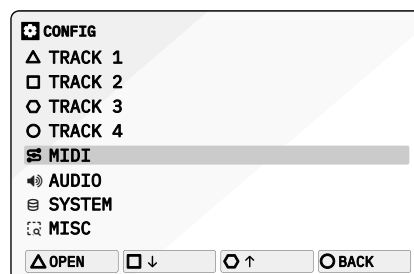 CONFIG
TRACK 1
TRACK 2
TRACK 3
TRACK 4
MIDI
AUDIO
SYSTEM
MISC
OPEN ↓ ↑ BACK